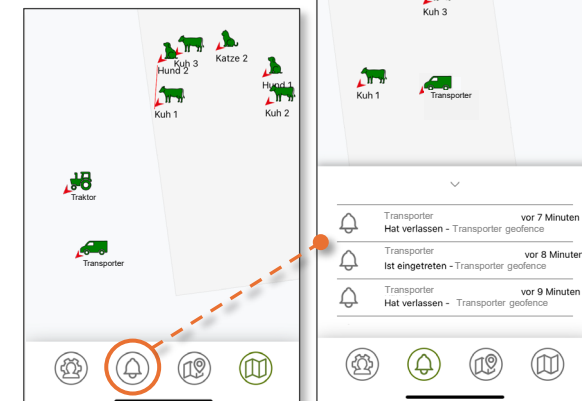 Hund 2
Kuh 3
Katze 2
Hund 1
Kuh 1
Kuh 2
Traktor
Transporter
Kuh 3
Kuh 1
Transporter
Transporter
vor 7 Minuten
Hat verlassen - Transporter geofence
Transporter
vor 8 Minuten
Ist eingetreten - Transporter geofence
Transporter
vor 9 Minuten
Hat verlassen - Transporter geofence